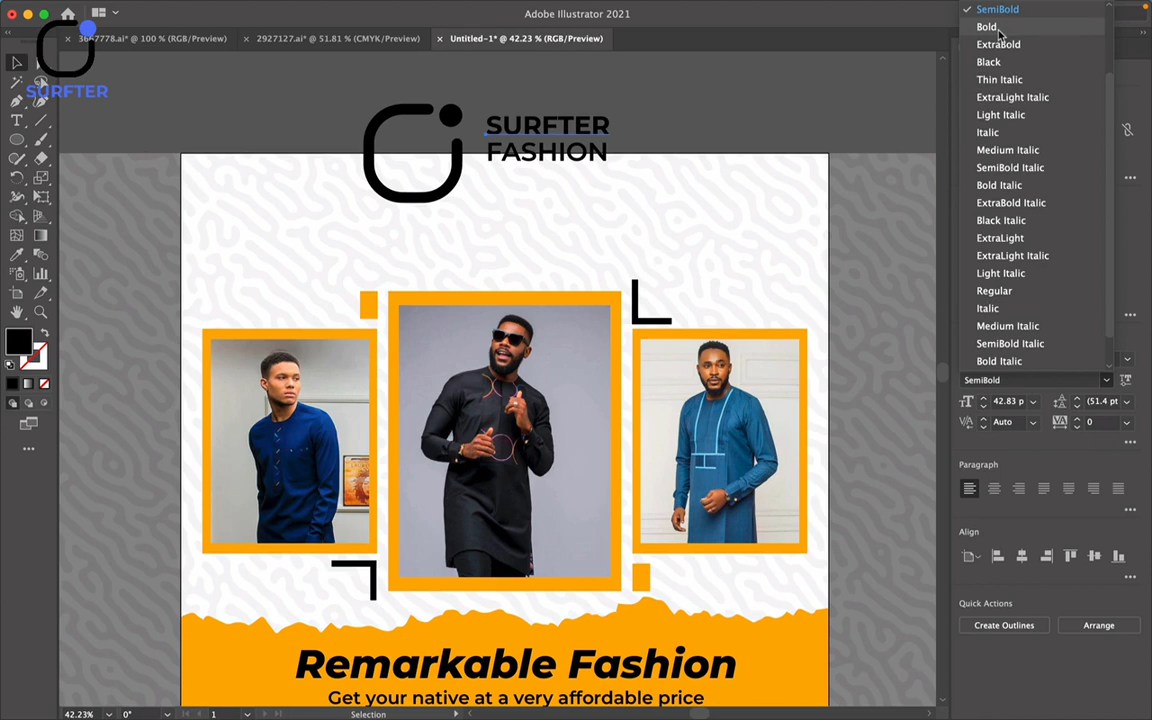 Adobe Illustrator 2021
3667778.ai* @ 100 % (RGB/Preview)
2927127.ai* @ 51.81 % (CMYK/Preview)
Untitled-1* @ 42.23 % (RGB/Preview)
SURFTER
SURFTER
FASHION
Remarkable Fashion
Get your native at a very affordable price
SemiBold
Bold
ExtraBold
Black
Thin Italic
ExtraLight Italic
Light Italic
Italic
Medium Italic
SemiBold Italic
Bold Italic
ExtraBold Italic
Black Italic
ExtraLight
ExtraLight Italic
Light Italic
Regular
Italic
Medium Italic
SemiBold Italic
Bold Italic
SemiBold
42.83 p
(51.4 pt
Auto
0
Paragraph
Align
Quick Actions
Create Outlines
Arrange
42.23%
0°
1
Selection